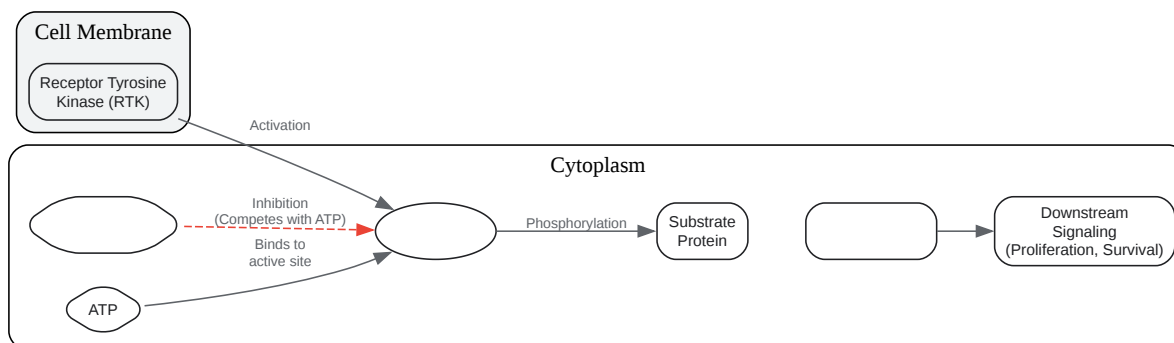 Cell Membrane
Receptor Tyrosine
Kinase (RTK)
Activation
Cytoplasm
Inhibition
(Competes with ATP)
Binds to
active site
ATP
Phosphorylation
Substrate
Protein
Downstream
Signaling
(Proliferation, Survival)